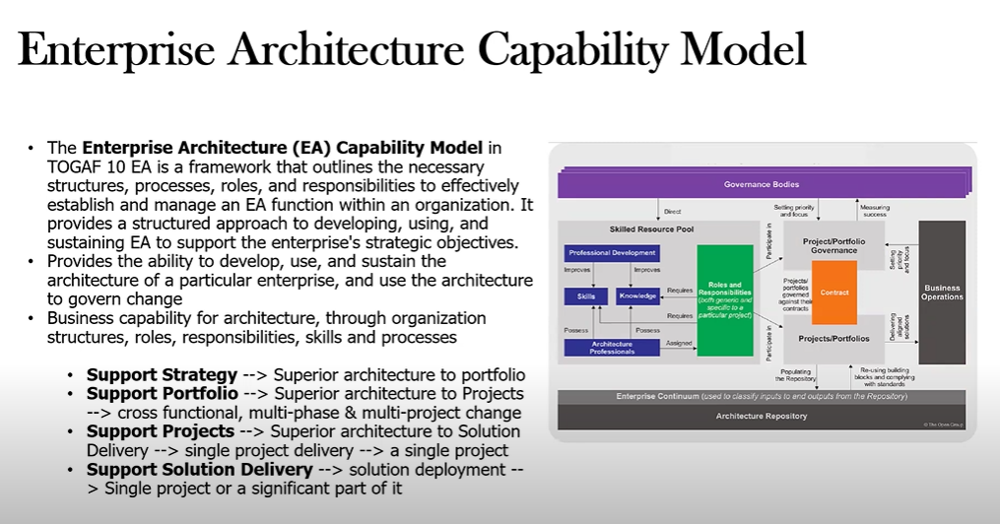 Enterprise Architecture Capability Model
• The Enterprise Architecture (EA) Capability Model in
TOGAF 10 EA is a framework that outlines the necessary
structures, processes, roles, and responsibilities to effectively
establish and manage an EA function within an organization. It
provides a structured approach to developing, using, and
sustaining EA to support the enterprise's strategic objectives.
• Provides the ability to develop, use, and sustain the
architecture of a particular enterprise, and use the architecture
to govern change
• Business capability for architecture, through organization
structures, roles, responsibilities, skills and processes
• Support Strategy --> Superior architecture to portfolio
• Support Portfolio --> Superior architecture to Projects
--> cross functional, multi-phase & multi-project change
• Support Projects --> Superior architecture to Solution
Delivery --> single project delivery --> a single project
• Support Solution Delivery --> solution deployment --
> Single project or a significant part of it
Governance Bodies
Direct
Setting priority
and focus
Measuring
success
Skilled Resource Pool
Professional Development
Improves
Improves
Skills
Knowledge
Possess
Possess
Architecture
Professionals
Requires
Requires
Assigned
Roles and
Responsibilities
(both generic and
specific to a
particular project)
Participate in
Participate in
Project/Portfolio
Governance
Projects/
portfolios
governed
against their
contracts
Contract
Projects/Portfolios
Setting
priority
and focus
Delivering
aligned
solutions
Business
Operations
Populating
the Repository
Re-using building
blocks and complying
with standards
Enterprise Continuum (used to classify inputs to and outputs from the Repository)
Architecture Repository
© The Open Group